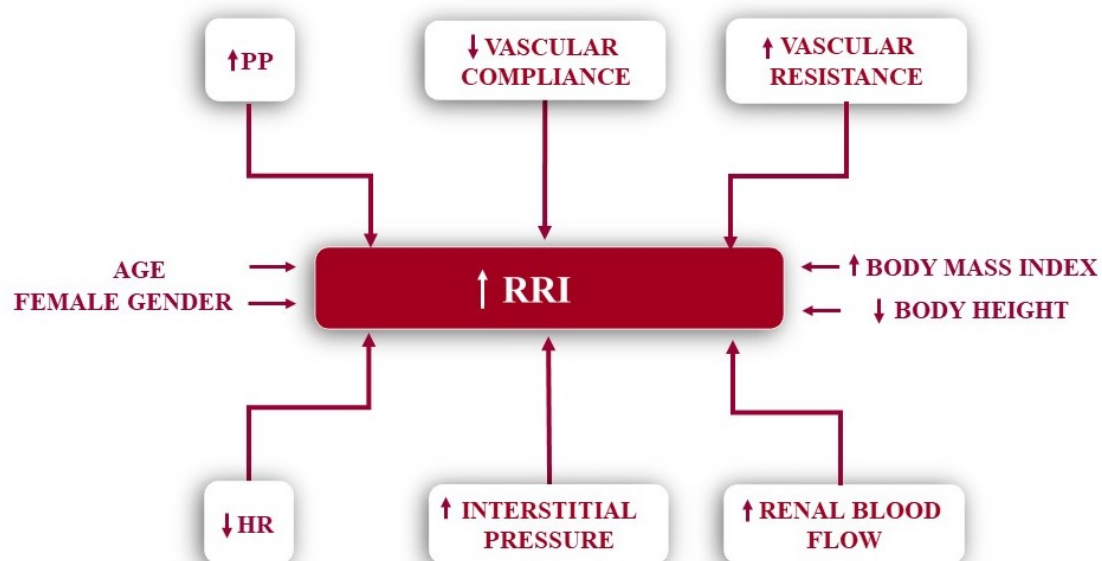 ↑PP
↓ VASCULAR
COMPLIANCE
↑ VASCULAR
RESISTANCE
AGE
FEMALE GENDER
↑ RRI
↑ BODY MASS INDEX
↓ BODY HEIGHT
↓HR
↑ INTERSTITIAL
PRESSURE
↑ RENAL BLOOD
FLOW